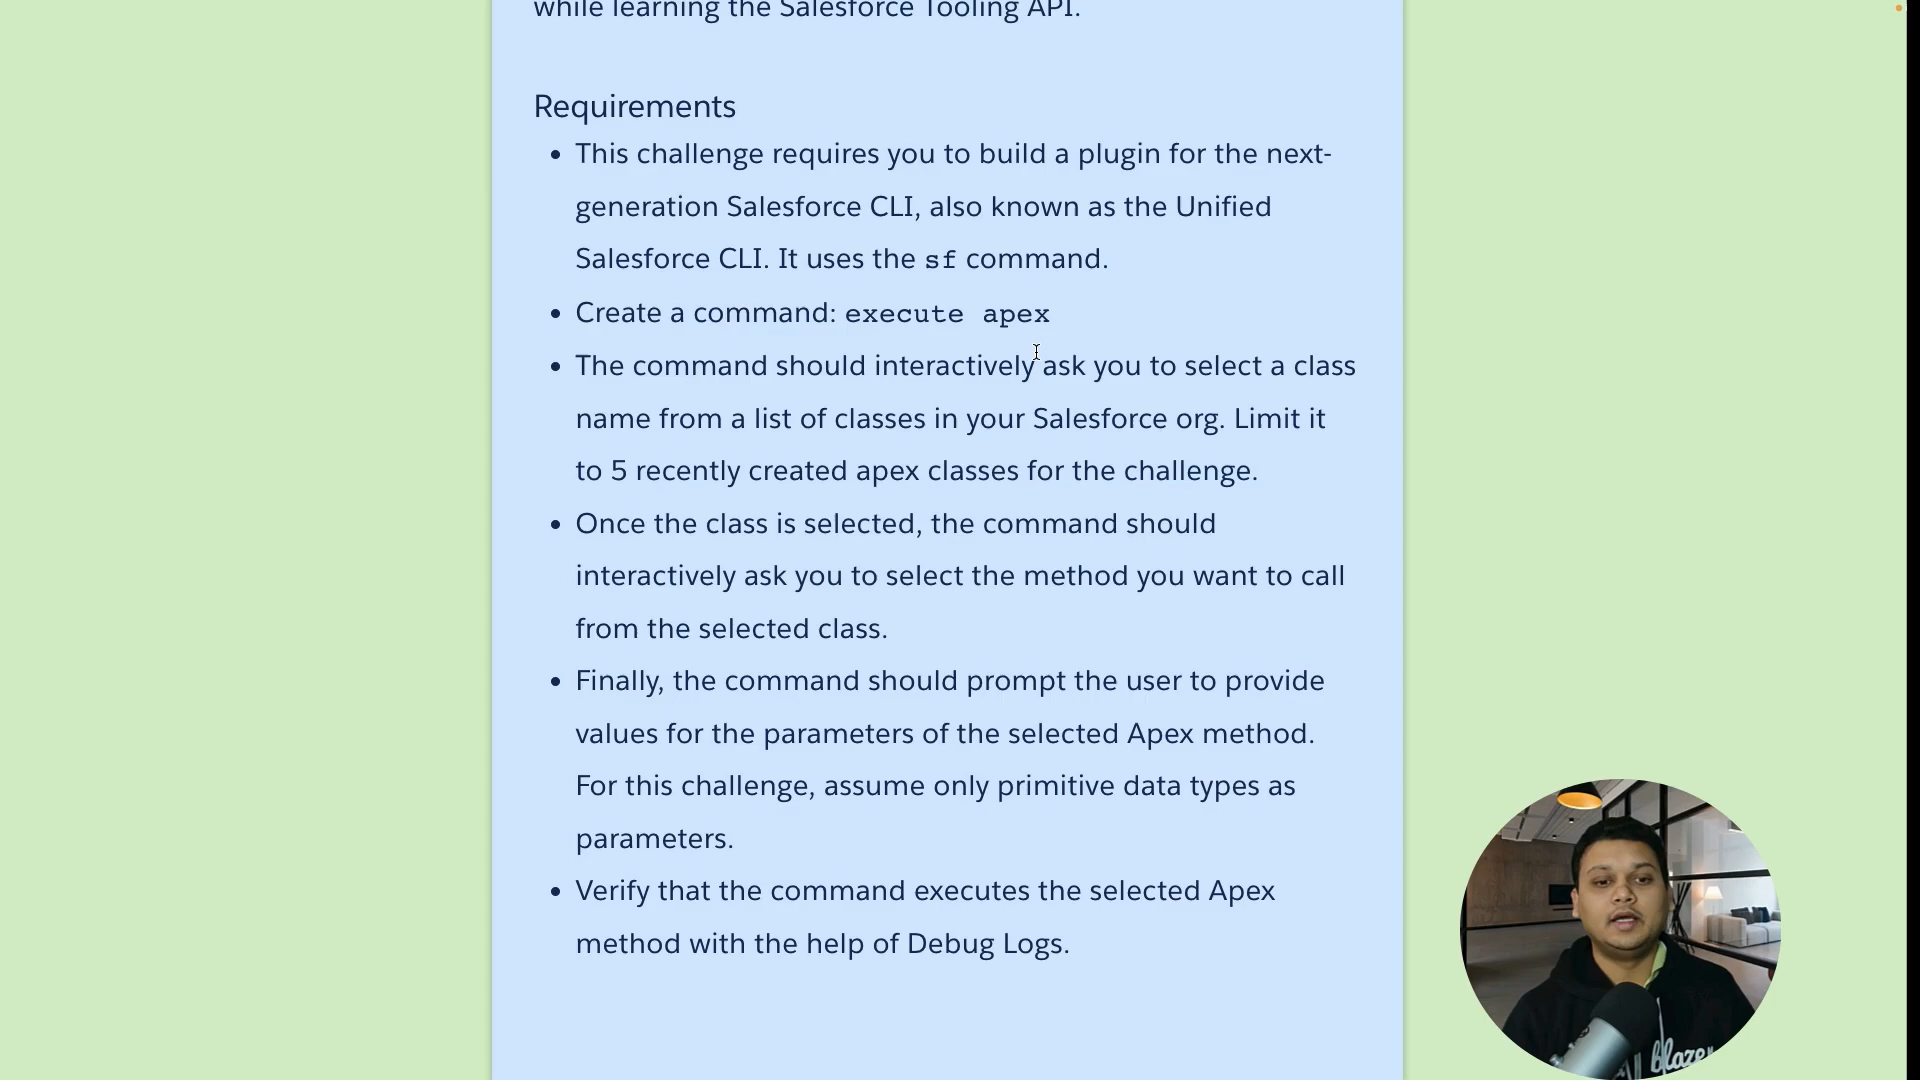 while learning the Salesforce Tooling API.
Requirements
• This challenge requires you to build a plugin for the next-
generation Salesforce CLI, also known as the Unified
Salesforce CLI. It uses the sf command.
• Create a command: execute apex
• The command should interactively ask you to select a class
name from a list of classes in your Salesforce org. Limit it
to 5 recently created apex classes for the challenge.
• Once the class is selected, the command should
interactively ask you to select the method you want to call
from the selected class.
• Finally, the command should prompt the user to provide
values for the parameters of the selected Apex method.
For this challenge, assume only primitive data types as
parameters.
• Verify that the command executes the selected Apex
method with the help of Debug Logs.